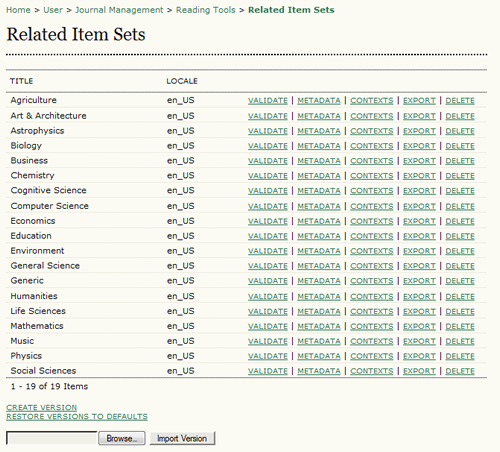 Home > User > Journal Management > Reading Tools > Related Item Sets
Related Item Sets
TITLE LOCALE
Agriculture en_US VALIDATE | METADATA | CONTEXTS | EXPORT | DELETE
Art & Architecture en_US VALIDATE | METADATA | CONTEXTS | EXPORT | DELETE
Astrophysics en_US VALIDATE | METADATA | CONTEXTS | EXPORT | DELETE
Biology en_US VALIDATE | METADATA | CONTEXTS | EXPORT | DELETE
Business en_US VALIDATE | METADATA | CONTEXTS | EXPORT | DELETE
Chemistry en_US VALIDATE | METADATA | CONTEXTS | EXPORT | DELETE
Cognitive Science en_US VALIDATE | METADATA | CONTEXTS | EXPORT | DELETE
Computer Science en_US VALIDATE | METADATA | CONTEXTS | EXPORT | DELETE
Economics en_US VALIDATE | METADATA | CONTEXTS | EXPORT | DELETE
Education en_US VALIDATE | METADATA | CONTEXTS | EXPORT | DELETE
Environment en_US VALIDATE | METADATA | CONTEXTS | EXPORT | DELETE
General Science en_US VALIDATE | METADATA | CONTEXTS | EXPORT | DELETE
Generic en_US VALIDATE | METADATA | CONTEXTS | EXPORT | DELETE
Humanities en_US VALIDATE | METADATA | CONTEXTS | EXPORT | DELETE
Life Sciences en_US VALIDATE | METADATA | CONTEXTS | EXPORT | DELETE
Mathematics en_US VALIDATE | METADATA | CONTEXTS | EXPORT | DELETE
Music en_US VALIDATE | METADATA | CONTEXTS | EXPORT | DELETE
Physics en_US VALIDATE | METADATA | CONTEXTS | EXPORT | DELETE
Social Sciences en_US VALIDATE | METADATA | CONTEXTS | EXPORT | DELETE
1 - 19 of 19 Items
CREATE VERSION
RESTORE VERSIONS TO DEFAULTS
Browse... Import Version